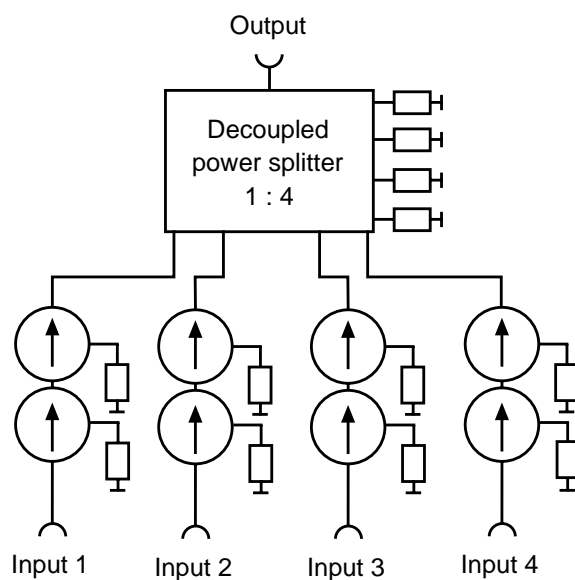 Output
Decoupled
power splitter
1 : 4
Input 1
Input 2
Input 3
Input 4